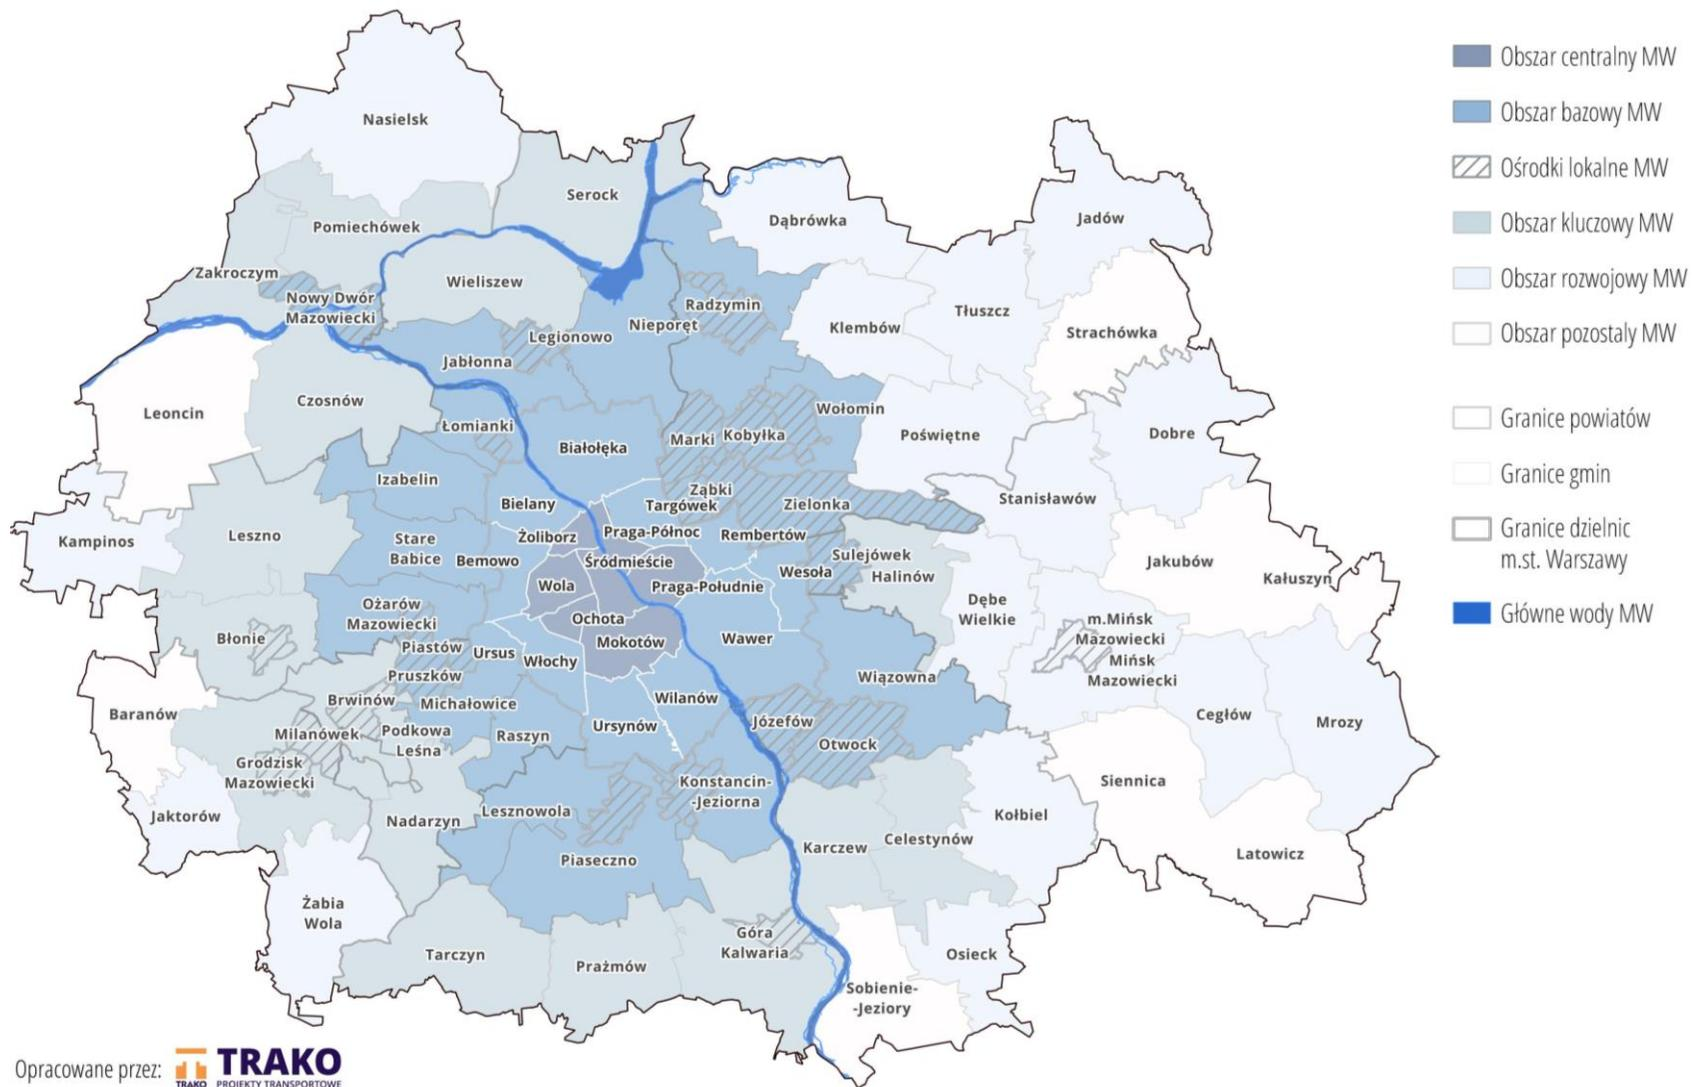 Nasielsk
Serock
Dąbrówka
Jadów
Pomiechówek
Zakroczym
Wieliszew
Nowy Dwór
Mazowiecki
Radzymin
Nieporęt
Legionowo
Klembów
Tłuszcz
Strachówka
Jabłonna
Leoncin
Czosnów
Łomianki
Wołomin
Białołęka
Marki
Kobyłka
Poświętne
Dobre
Izabelin
Bielany
Ząbki
Targówek
Zielonka
Stanisławów
Kampinos
Leszno
Stare
Babice
Bemowo
Żoliborz
Praga-Północ
Rembertów
Śródmieście
Sulejówek
Halinów
Jakubów
Kałuszyn
Wola
Praga-Południe
Wesoła
Ożarów
Mazowiecki
Ochota
Dębe
Wielkie
Błonie
Piastów
Mokotów
Wawer
m.Mińsk
Mazowiecki
Ursus
Włochy
Pruszków
Mińsk
Mazowiecki
Wiązowna
Brwinów
Michałowice
Wilanów
Baranów
Milanówek
Podkowa
Leśna
Raszyn
Ursynów
Józefów
Otwock
Cegłów
Mrozy
Grodzisk
Mazowiecki
Konstancin-
-Jeziorna
Siennica
Jaktorów
Nadarzyn
Lesznowola
Kołbiel
Piaseczno
Karczew
Celestynów
Latowicz
Żabia
Wola
Tarczyn
Prażmów
Góra
Kalwaria
Osieck
Sobienie-
-Jeziory
Obszar centralny MW
Obszar bazowy MW
Ośrodki lokalne MW
Obszar kluczowy MW
Obszar rozwojowy MW
Obszar pozostaly MW
Granice powiatów
Granice gmin
Granice dzielnic
m.st. Warszawy
Główne wody MW
Opracowane przez:
TRAKO
TRAKO
PROJEKTY TRANSPORTOWE